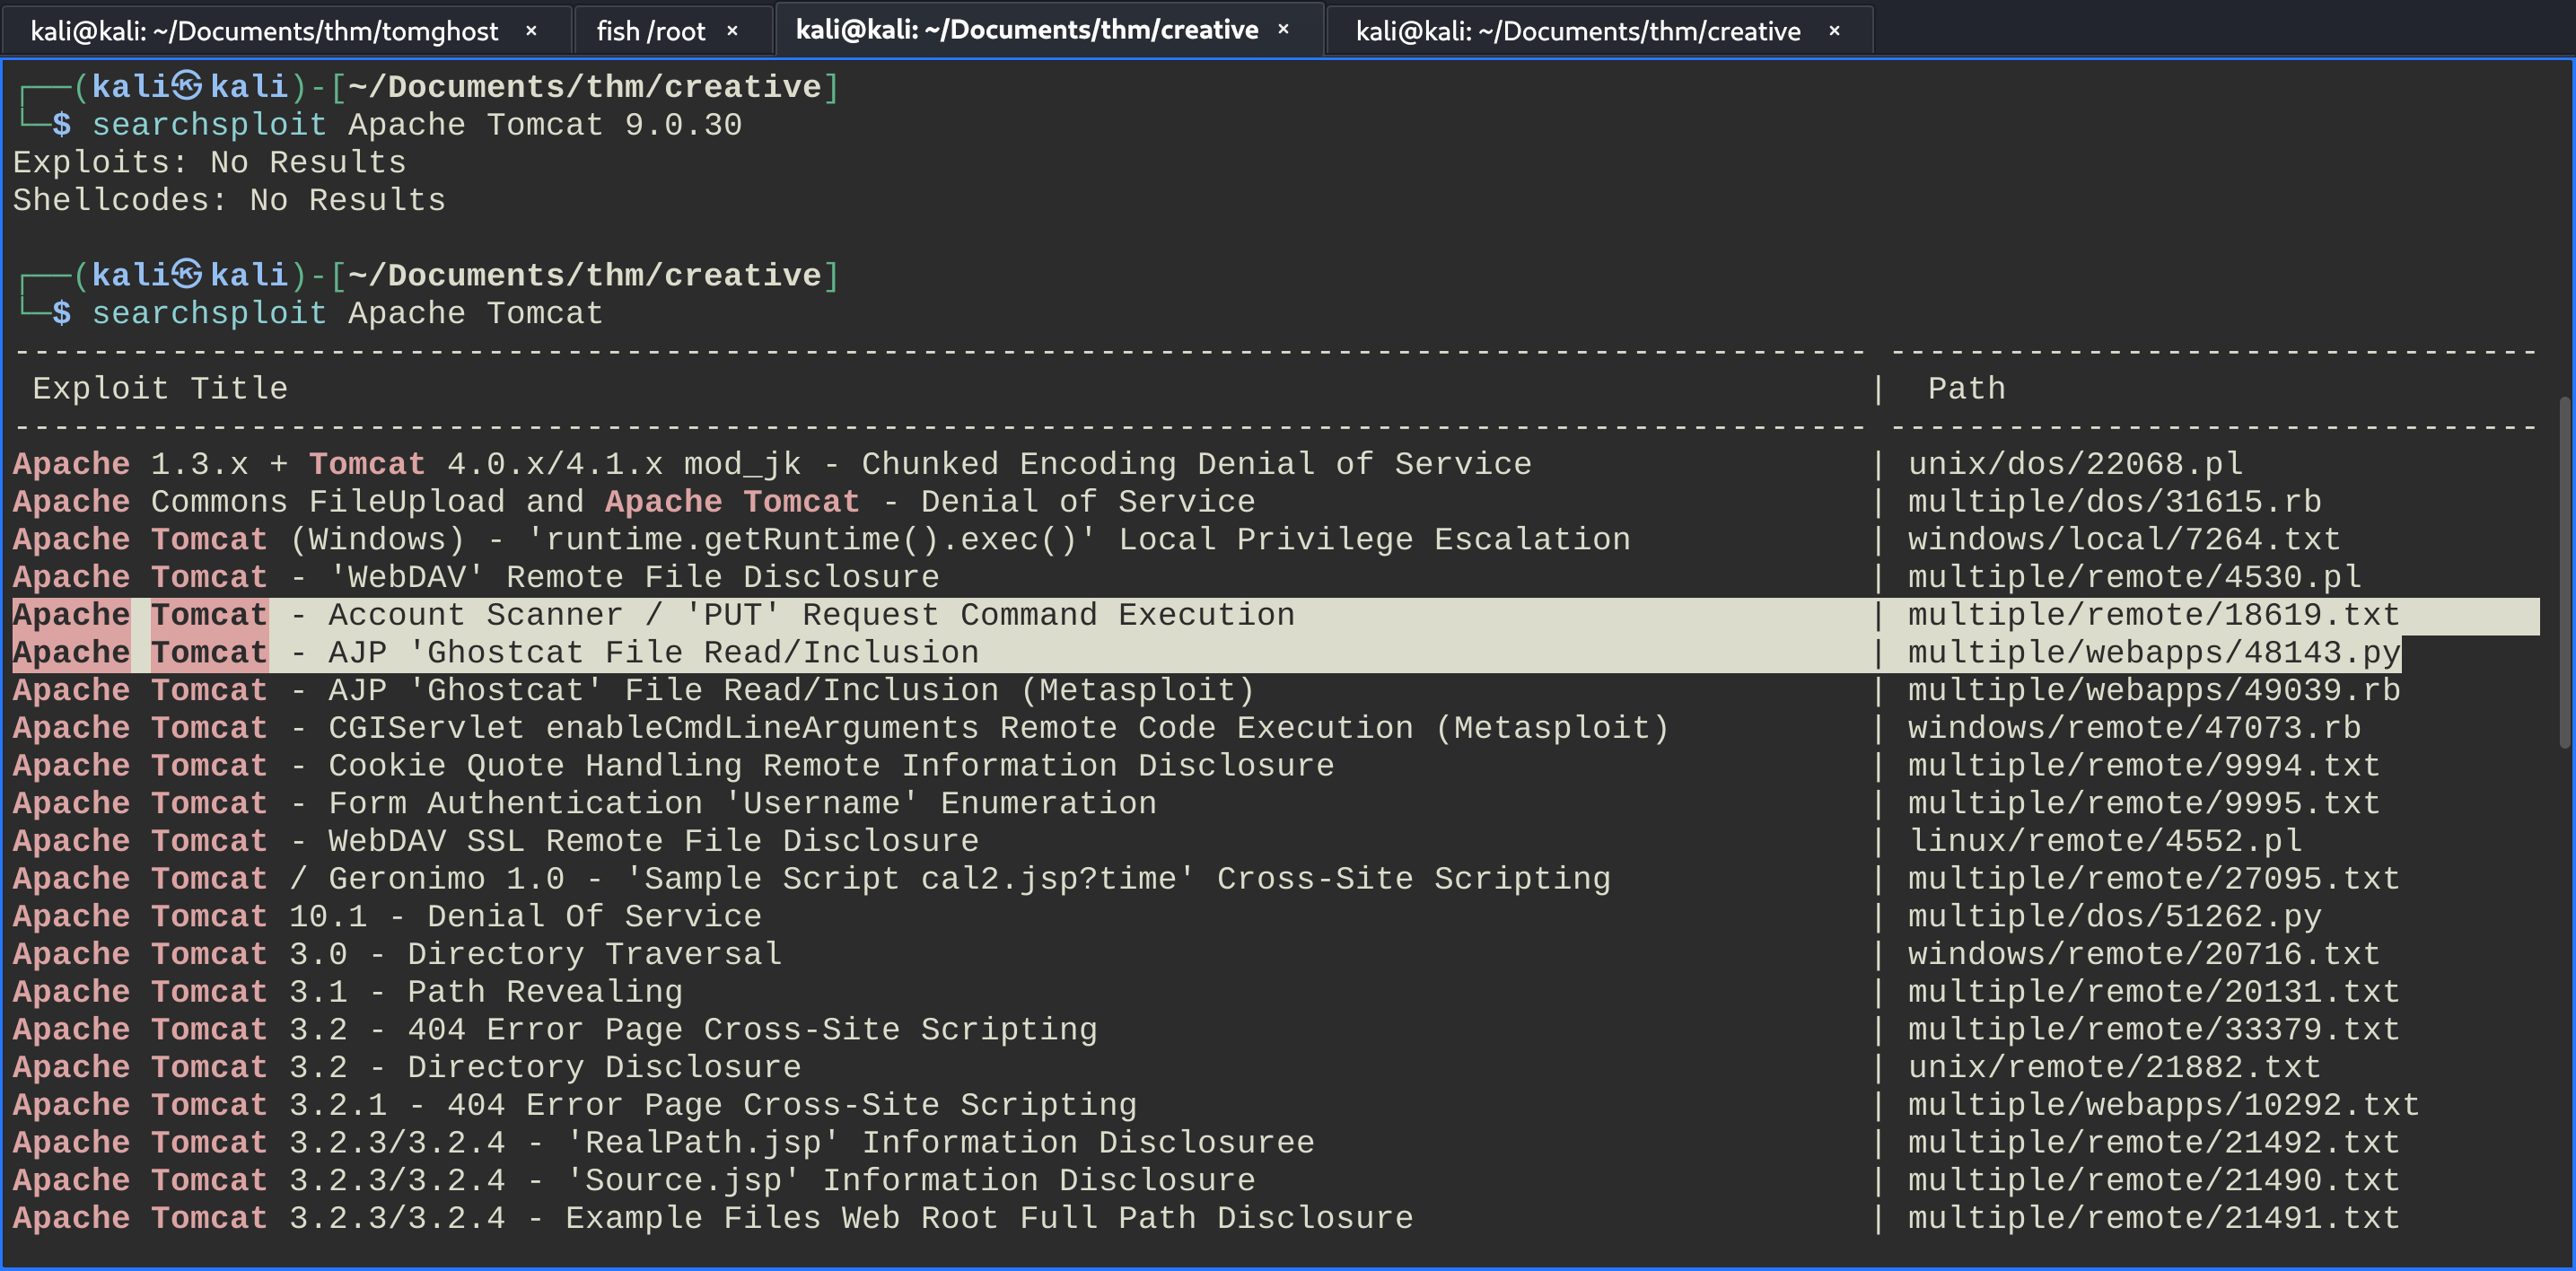 kali@kali: ~/Documents/thm/tomghost × fish /root × kali@kali: ~/Documents/thm/creative × kali@kali: ~/Documents/thm/creative ×
┌──(kali㉿kali)-[~/Documents/thm/creative]
└─$ searchsploit Apache Tomcat 9.0.30
Exploits: No Results
Shellcodes: No Results
┌──(kali㉿kali)-[~/Documents/thm/creative]
└─$ searchsploit Apache Tomcat
Exploit Title | Path
Apache 1.3.x + Tomcat 4.0.x/4.1.x mod_jk - Chunked Encoding Denial of Service | unix/dos/22068.pl
Apache Commons FileUpload and Apache Tomcat - Denial of Service | multiple/dos/31615.rb
Apache Tomcat (Windows) - 'runtime.getRuntime().exec()' Local Privilege Escalation | windows/local/7264.txt
Apache Tomcat - 'WebDAV' Remote File Disclosure | multiple/remote/4530.pl
Apache Tomcat - Account Scanner / 'PUT' Request Command Execution | multiple/remote/18619.txt
Apache Tomcat - AJP 'Ghostcat File Read/Inclusion | multiple/webapps/48143.py
Apache Tomcat - AJP 'Ghostcat' File Read/Inclusion (Metasploit) | multiple/webapps/49039.rb
Apache Tomcat - CGIServlet enableCmdLineArguments Remote Code Execution (Metasploit) | windows/remote/47073.rb
Apache Tomcat - Cookie Quote Handling Remote Information Disclosure | multiple/remote/9994.txt
Apache Tomcat - Form Authentication 'Username' Enumeration | multiple/remote/9995.txt
Apache Tomcat - WebDAV SSL Remote File Disclosure | linux/remote/4552.pl
Apache Tomcat / Geronimo 1.0 - 'Sample Script cal2.jsp?time' Cross-Site Scripting | multiple/remote/27095.txt
Apache Tomcat 10.1 - Denial Of Service | multiple/dos/51262.py
Apache Tomcat 3.0 - Directory Traversal | windows/remote/20716.txt
Apache Tomcat 3.1 - Path Revealing | multiple/remote/20131.txt
Apache Tomcat 3.2 - 404 Error Page Cross-Site Scripting | multiple/remote/33379.txt
Apache Tomcat 3.2 - Directory Disclosure | unix/remote/21882.txt
Apache Tomcat 3.2.1 - 404 Error Page Cross-Site Scripting | multiple/webapps/10292.txt
Apache Tomcat 3.2.3/3.2.4 - 'RealPath.jsp' Information Disclosuree | multiple/remote/21492.txt
Apache Tomcat 3.2.3/3.2.4 - 'Source.jsp' Information Disclosure | multiple/remote/21490.txt
Apache Tomcat 3.2.3/3.2.4 - Example Files Web Root Full Path Disclosure | multiple/remote/21491.txt